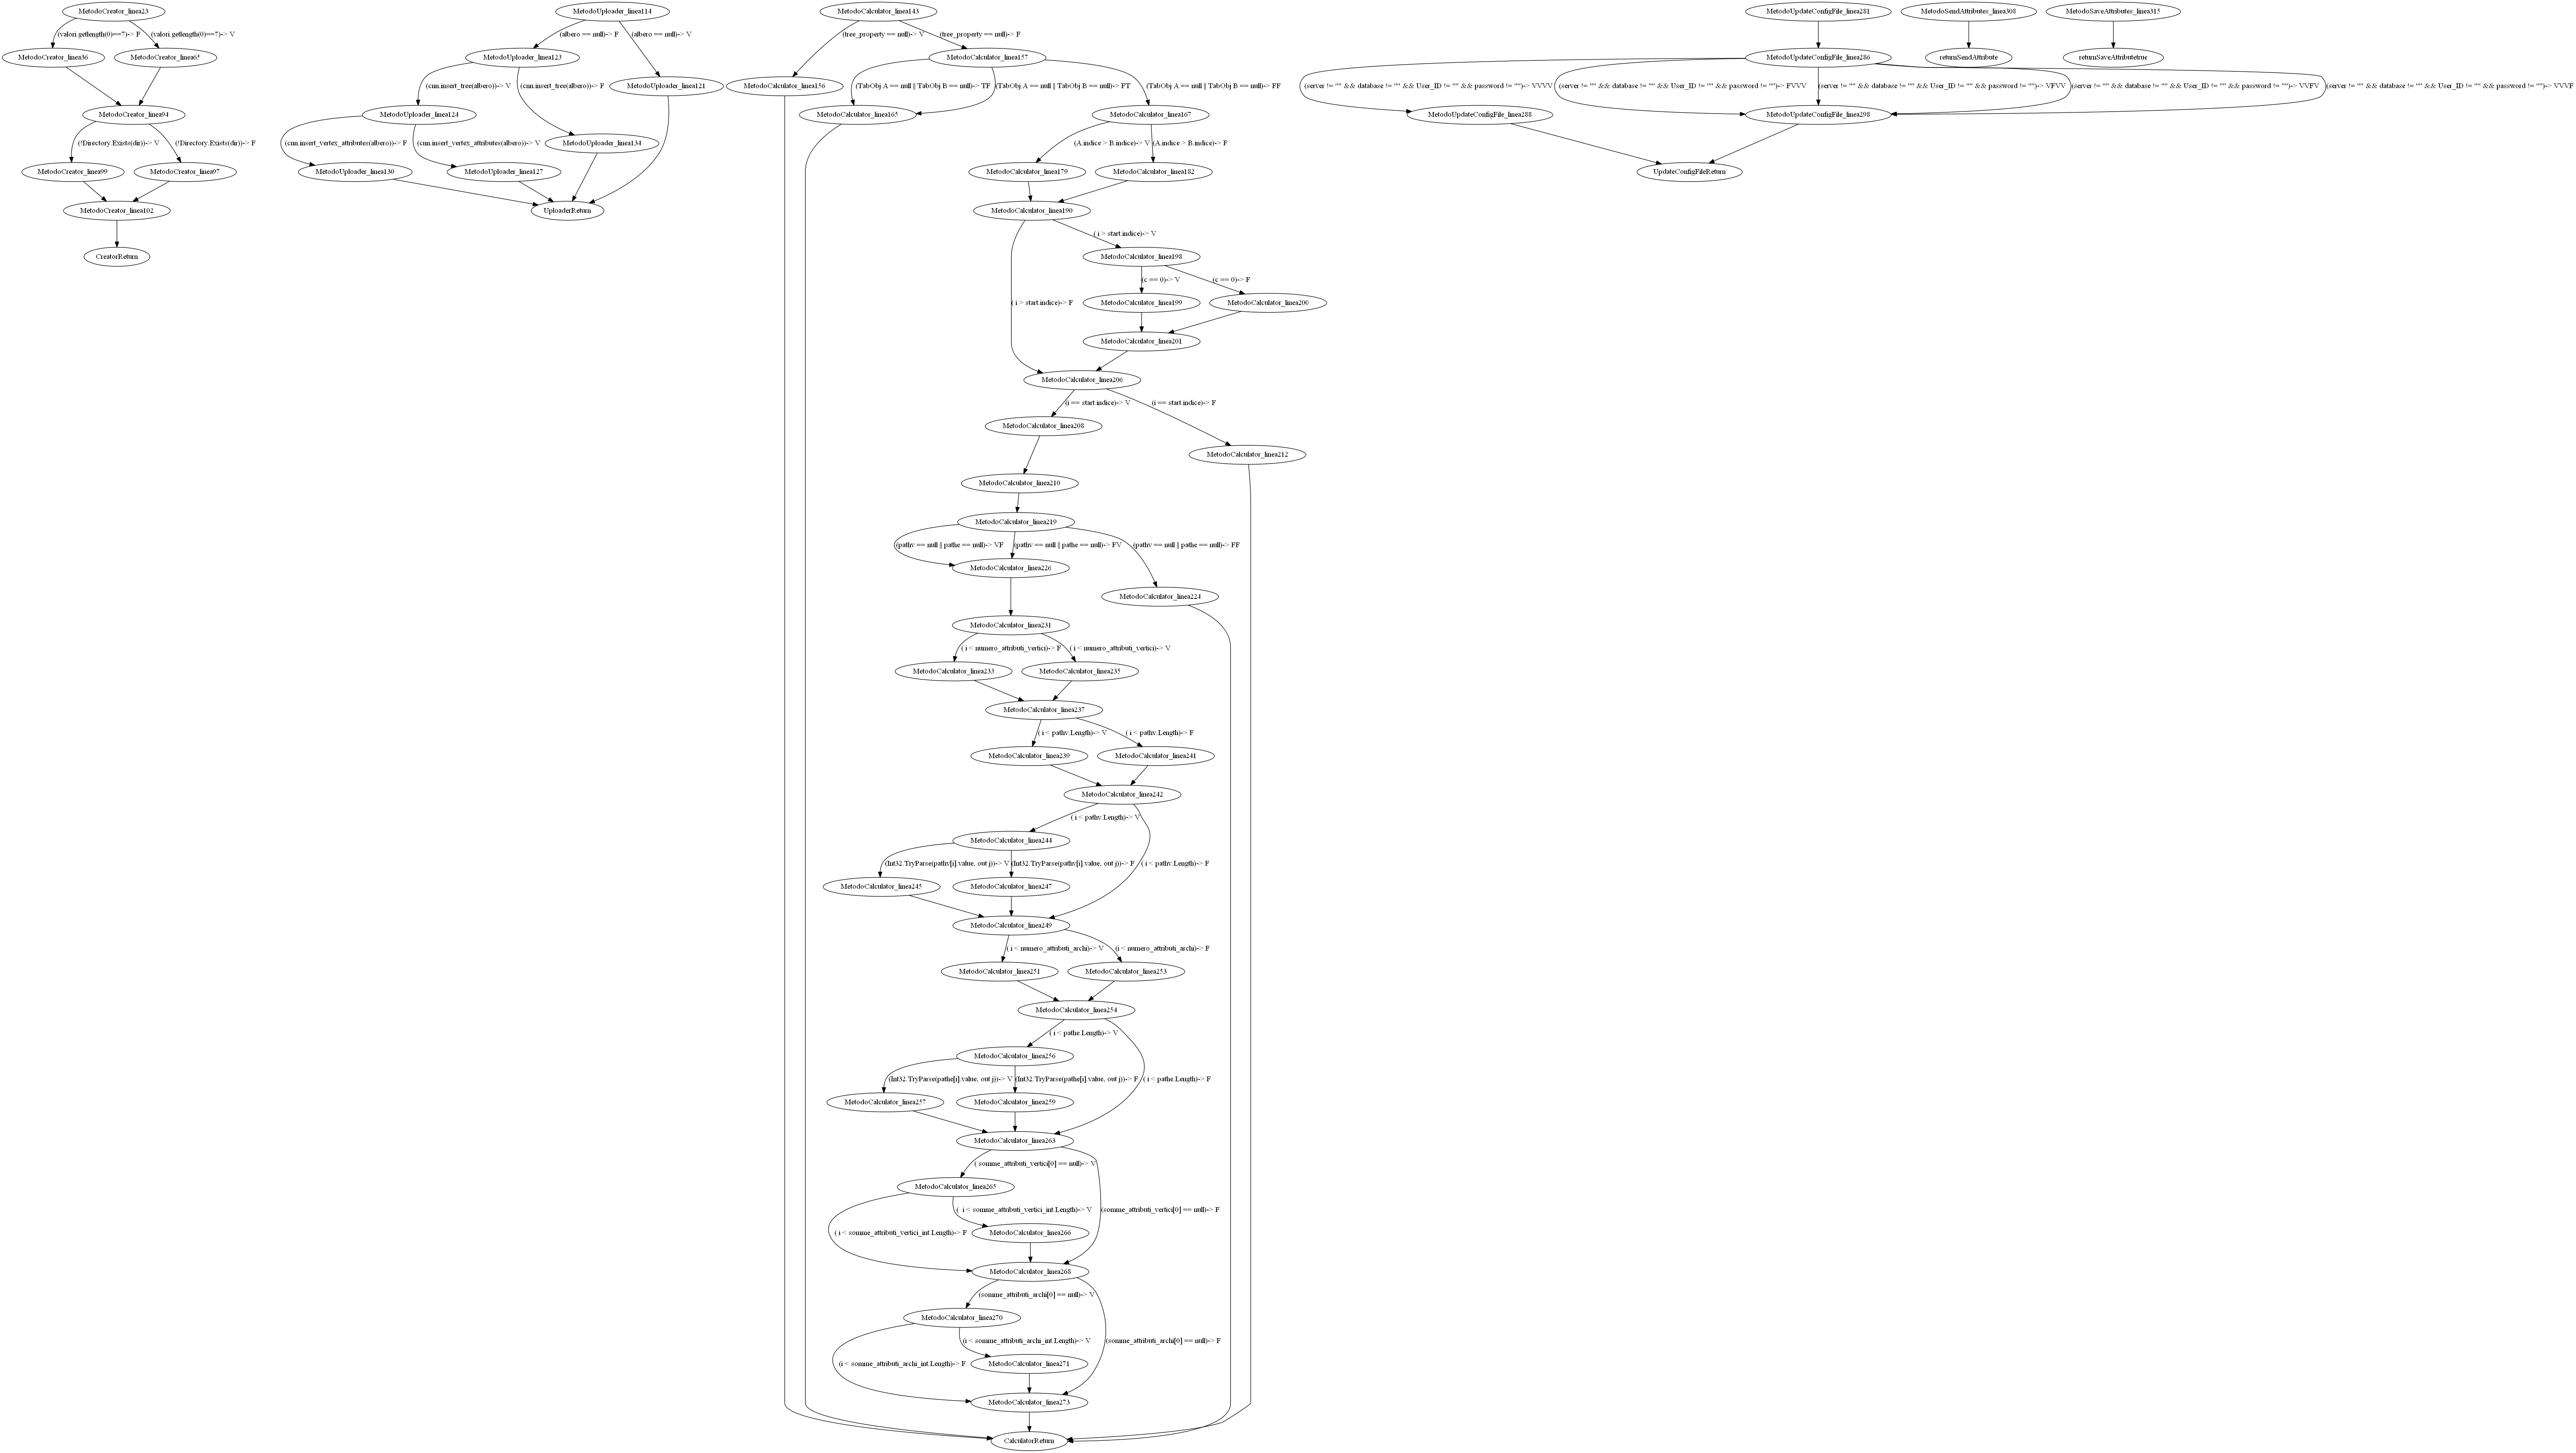 MetodoCreator_linea23
(valori.getlength(0)==7)-> F
(valori.getlength(0)==7)-> V
MetodoCreator_linea36
MetodoCreator_linea65
MetodoCreator_linea94
(!Directory.Exists(dir))-> V
(!Directory.Exists(dir))-> F
MetodoCreator_linea99
MetodoCreator_linea97
MetodoCreator_linea102
CreatorReturn
MetodoUploader_linea114
(albero == null)-> F
(albero == null)-> V
MetodoUploader_linea123
MetodoUploader_linea121
(cnn.insert_tree(albero))-> V
(cnn.insert_tree(albero))-> F
MetodoUploader_linea124
MetodoUploader_linea134
(cnn.insert_vertex_attributes(albero))-> F
(cnn.insert_vertex_attributes(albero))-> V
MetodoUploader_linea130
MetodoUploader_linea127
UploaderReturn
MetodoCalculator_linea143
(tree_property == null)-> V
(tree_property == null)-> F
MetodoCalculator_linea156
MetodoCalculator_linea157
(TabObj A == null || TabObj B == null)-> TF
(TabObj A == null || TabObj B == null)-> FT
(TabObj A == null || TabObj B == null)-> FF
MetodoCalculator_linea165
MetodoCalculator_linea167
(A.indice > B.indice)-> V
(A.indice > B.indice)-> F
MetodoCalculator_linea179
MetodoCalculator_linea182
MetodoCalculator_linea190
( i > start.indice)-> V
( i > start.indice)-> F
MetodoCalculator_linea198
(c == 0)-> V
(c == 0)-> F
MetodoCalculator_linea199
MetodoCalculator_linea200
MetodoCalculator_linea201
MetodoCalculator_linea206
(i == start.indice)-> V
(i == start.indice)-> F
MetodoCalculator_linea208
MetodoCalculator_linea212
MetodoCalculator_linea210
MetodoCalculator_linea219
(pathv == null || pathe == null)-> VF
(pathv == null || pathe == null)-> FV
(pathv == null || pathe == null)-> FF
MetodoCalculator_linea226
MetodoCalculator_linea224
MetodoCalculator_linea231
( i < numero_attributi_vertici)-> F
( i < numero_attributi_vertici)-> V
MetodoCalculator_linea233
MetodoCalculator_linea235
MetodoCalculator_linea237
( i < pathv.Length)-> V
( i < pathv.Length)-> F
MetodoCalculator_linea239
MetodoCalculator_linea241
MetodoCalculator_linea242
( i < pathv.Length)-> V
MetodoCalculator_linea244
(Int32.TryParse(pathv[i].value, out j))-> V
(Int32.TryParse(pathv[i].value, out j))-> F
( i < pathv.Length)-> F
MetodoCalculator_linea245
MetodoCalculator_linea247
MetodoCalculator_linea249
( i < numero_attributi_archi)-> V
(i < numero_attributi_archi)-> F
MetodoCalculator_linea251
MetodoCalculator_linea253
MetodoCalculator_linea254
( i < pathe.Length)-> V
MetodoCalculator_linea256
(Int32.TryParse(pathe[i].value, out j))-> V
(Int32.TryParse(pathe[i].value, out j))-> F
( i < pathe.Length)-> F
MetodoCalculator_linea257
MetodoCalculator_linea259
MetodoCalculator_linea263
( somme_attributi_vertici[0] == null)-> V
MetodoCalculator_linea265
( i < somme_attributi_vertici_int.Length)-> V
(somme_attributi_vertici[0] == null)-> F
( i < somme_attributi_vertici_int.Length)-> F
MetodoCalculator_linea266
MetodoCalculator_linea268
(somme_attributi_archi[0] == null)-> V
MetodoCalculator_linea270
(i < somme_attributi_archi_int.Length)-> V
(somme_attributi_archi[0] == null)-> F
(i < somme_attributi_archi_int.Length)-> F
MetodoCalculator_linea271
MetodoCalculator_linea273
CalculatorReturn
MetodoUpdateConfigFile_linea281
MetodoUpdateConfigFile_linea286
(server != "" && database != "" && User_ID != "" && password != "")-> VVVV
(server != "" && database != "" && User_ID != "" && password != "")-> FVVV
(server != "" && database != "" && User_ID != "" && password != "")-> VFVV
(server != "" && database != "" && User_ID != "" && password != "")-> VVFV
(server != "" && database != "" && User_ID != "" && password != "")-> VVVF
MetodoUpdateConfigFile_linea288
MetodoUpdateConfigFile_linea298
UpdateConfigFileReturn
MetodoSendAttributes_linea308
returnSendAttribute
MetodoSaveAttributes_linea315
returnSaveAttributetrue